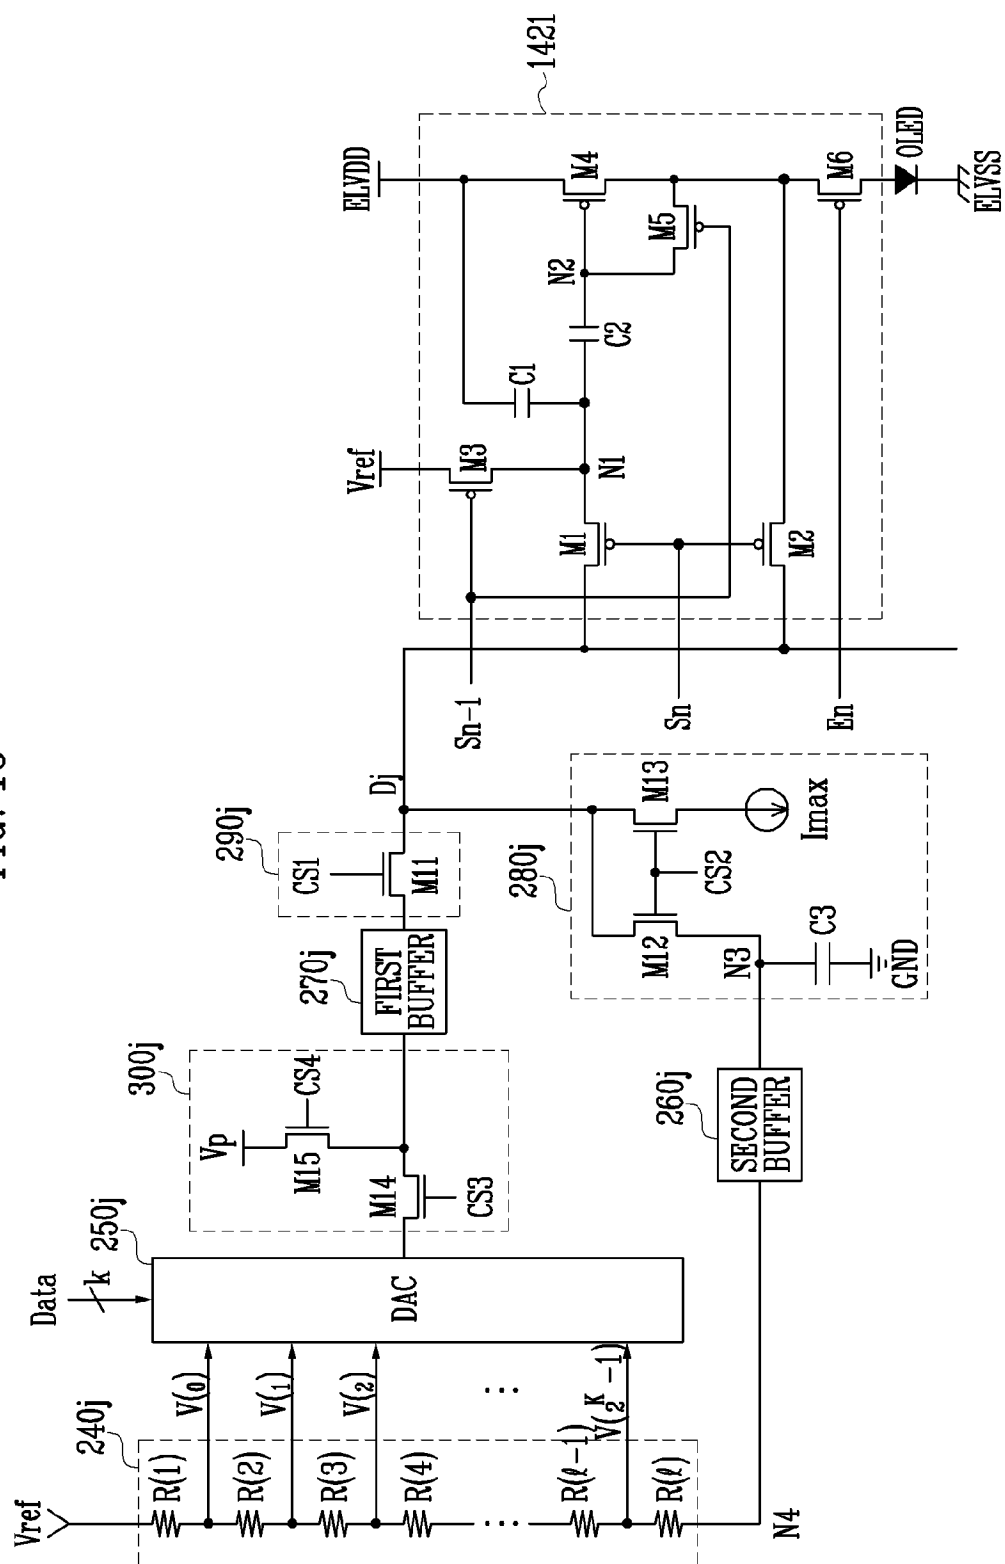 Vref
240j
R(1)
R(2)
R(3)
R(4)
...
R(ℓ-1)
R(ℓ)
N4
V(0)
V(1)
V(2)
...
V(2K-1)
Data
k
250j
DAC
300j
Vp
M15
CS4
M14
CS3
270j
FIRST
BUFFER
260j
SECOND
BUFFER
290j
CS1
M11
Dj
280j
M12
M13
CS2
N3
C3
GND
Imax
Sn-1
Sn
En
1421
Vref
M3
ELVDD
C1
N1
C2
N2
M1
M2
M4
M5
M6
OLED
ELVSS